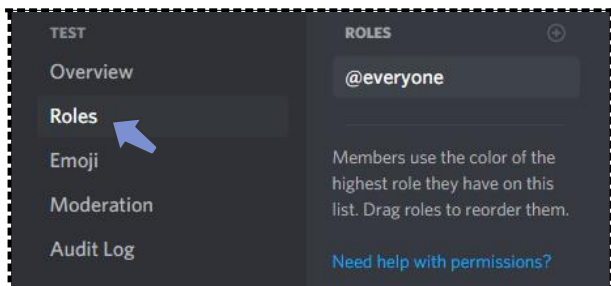 TEST
Overview
Roles
Emoji
Moderation
Audit Log
ROLES
@everyone
Members use the color of the
highest role they have on this
list. Drag roles to reorder them.
Need help with permissions?